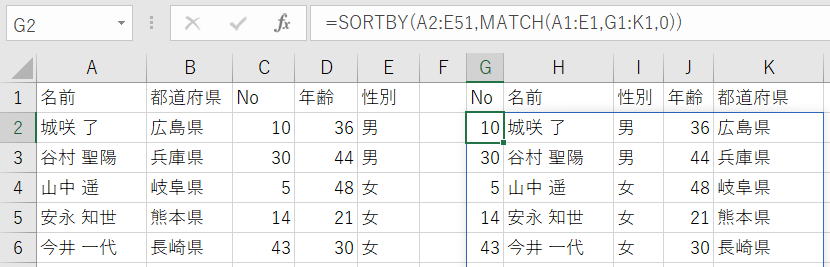 G2 fx =SORTBY(A2:E51,MATCH(A1:E1,G1:K1,0))
A B C D E F G H I J K
1 名前 都道府県 No 年齢 性別 No 名前 性別 年齢 都道府県
2 城咲 了 広島県 10 36 男 10 城咲 了 男 36 広島県
3 谷村 聖陽 兵庫県 30 44 男 30 谷村 聖陽 男 44 兵庫県
4 山中 遥 岐阜県 5 48 女 5 山中 遥 女 48 岐阜県
5 安永 知世 熊本県 14 21 女 14 安永 知世 女 21 熊本県
6 今井 一代 長崎県 43 30 女 43 今井 一代 女 30 長崎県